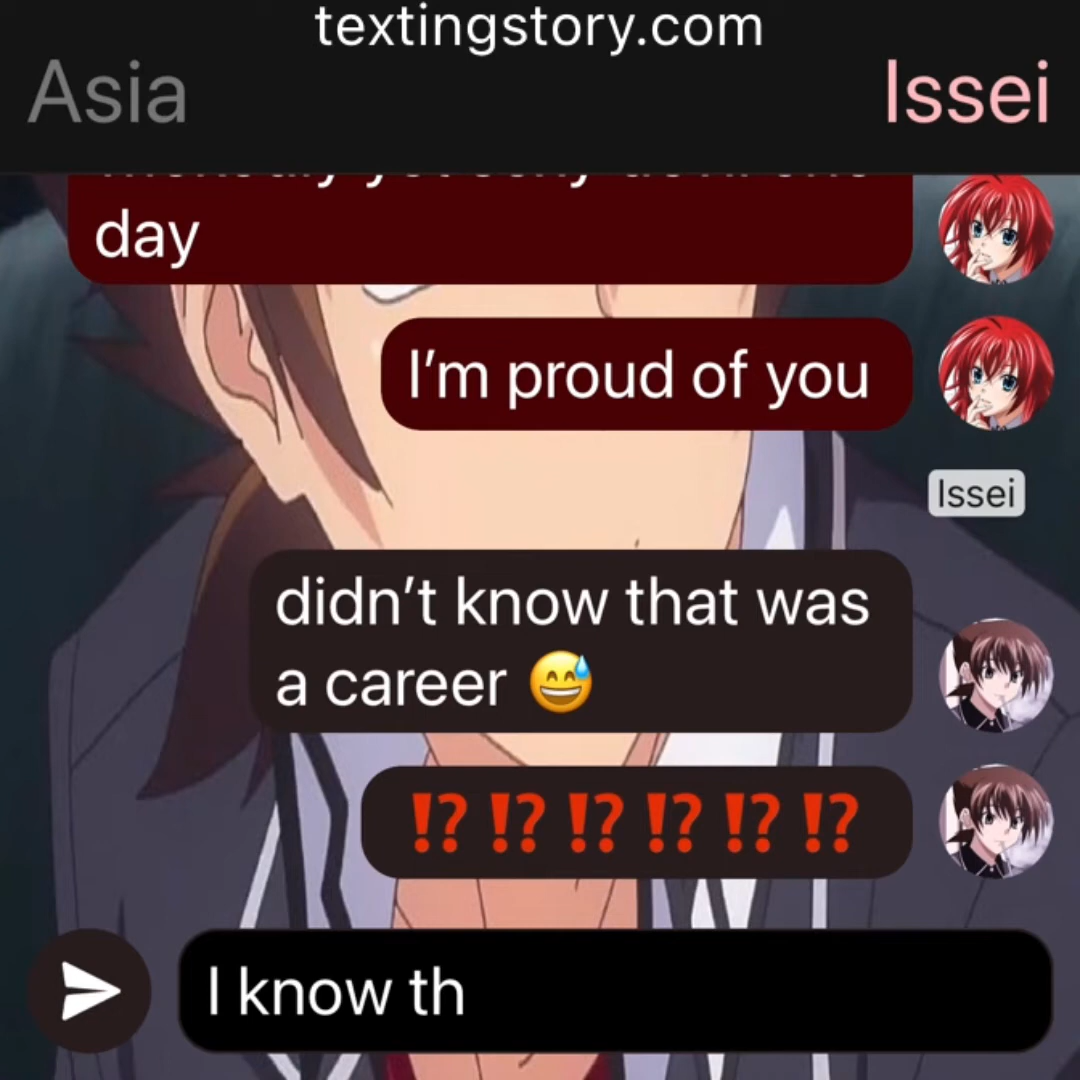 textingstory.com
Asia
Issei
day
I’m proud of you
Issei
didn’t know that was
a career 😅
⁉️ ⁉️ ⁉️ ⁉️ ⁉️ ⁉️
I know th